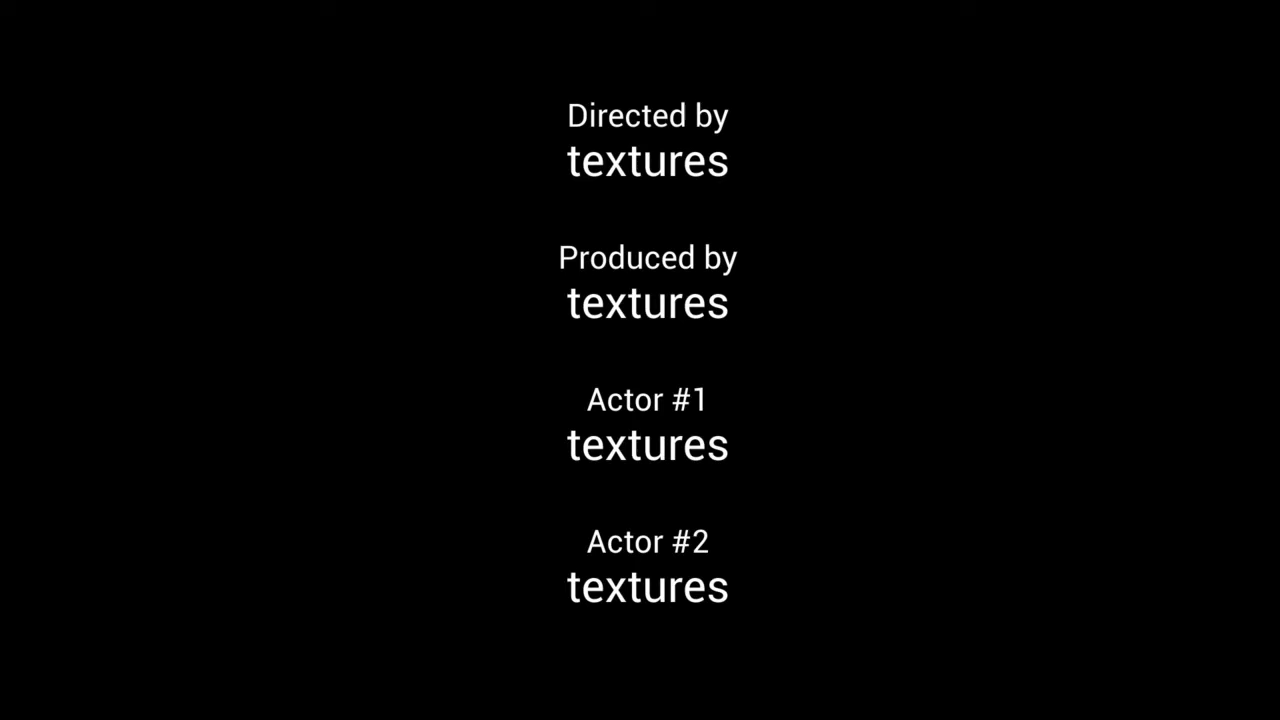 Directed by
textures
Produced by
textures
Actor #1
textures
Actor #2
textures